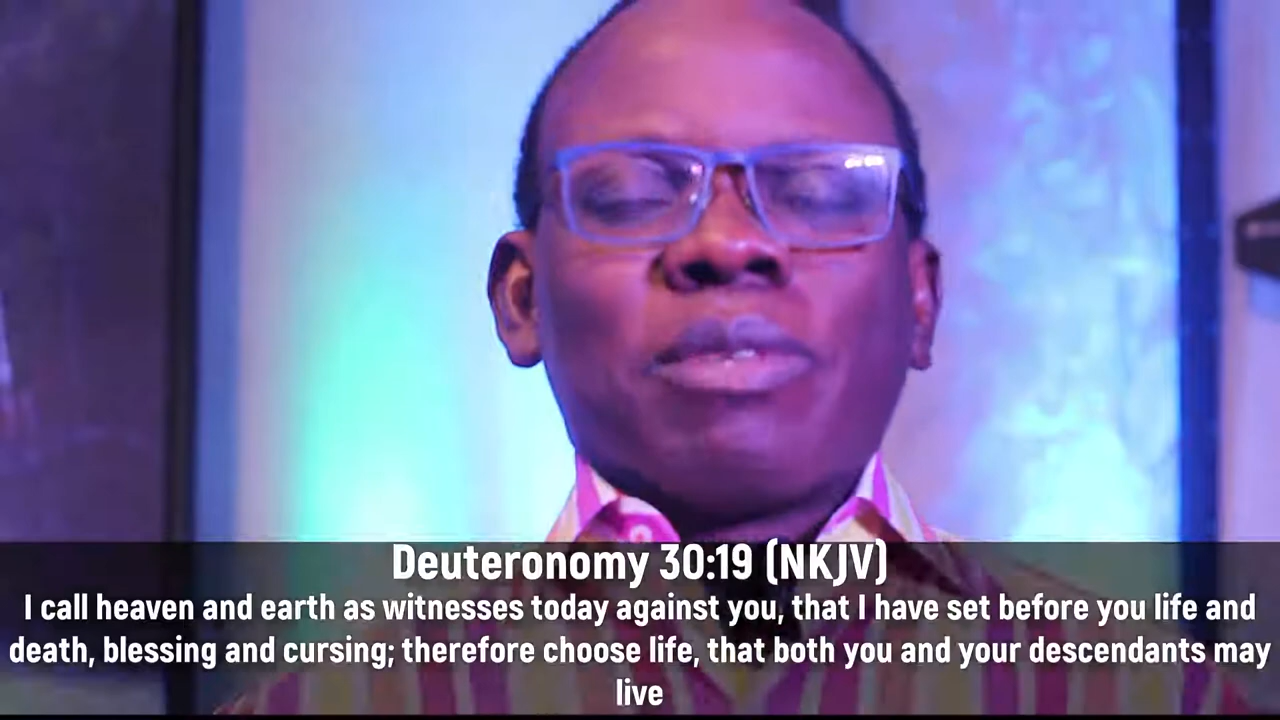 Deuteronomy 30:19 (NKJV)
I call heaven and earth as witnesses today against you, that I have set before you life and
death, blessing and cursing; therefore choose life, that both you and your descendants may
live